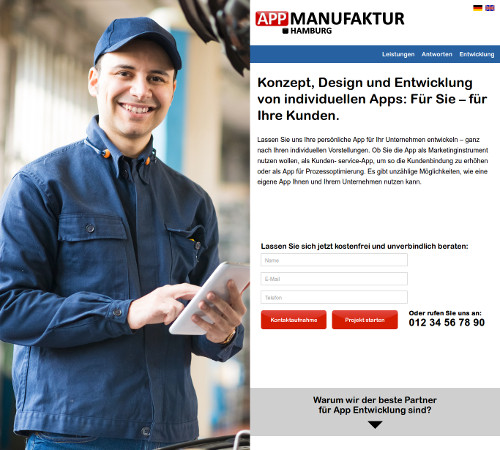 APP MANUFAKTUR
HAMBURG
Leistungen Antworten Entwicklung
Konzept, Design und Entwicklung
von individuellen Apps: Für Sie – für
Ihre Kunden.
Lassen Sie uns Ihre persönliche App für Ihr Unternehmen entwickeln – ganz
nach Ihren individuellen Vorstellungen. Ob Sie die App als Marketinginstrument
nutzen wollen, als Kunden- service-App, um so die Kundenbindung zu erhöhen
oder als App für Prozessoptimierung. Es gibt unzählige Möglichkeiten, wie eine
eigene App Ihnen und Ihrem Unternehmen nutzen kann.
Lassen Sie sich jetzt kostenfrei und unverbindlich beraten:
Name
E-Mail
Telefon
Kontaktaufnahme Projekt starten
Oder rufen Sie uns an:
012 34 56 78 90
Warum wir der beste Partner
für App Entwicklung sind?